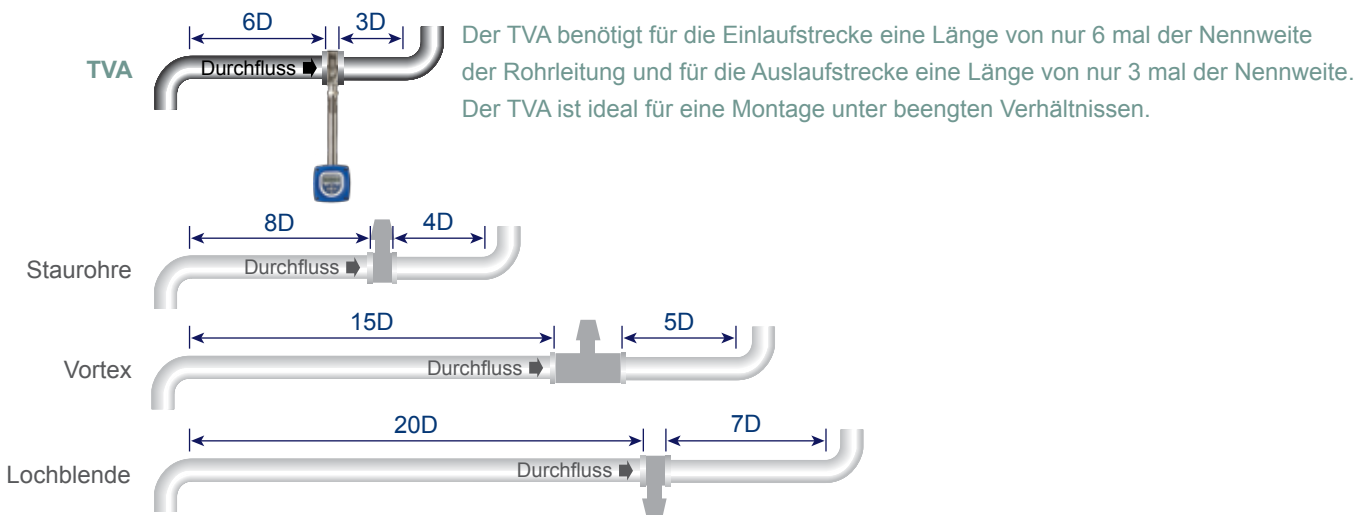 6D 3D
TVA Durchfluss
Der TVA benötigt für die Einlaufstrecke eine Länge von nur 6 mal der Nennweite
der Rohrleitung und für die Auslaufstrecke eine Länge von nur 3 mal der Nennweite.
Der TVA ist ideal für eine Montage unter beengten Verhältnissen.
8D 4D
Staurohre Durchfluss
15D 5D
Vortex Durchfluss
20D 7D
Lochblende Durchfluss